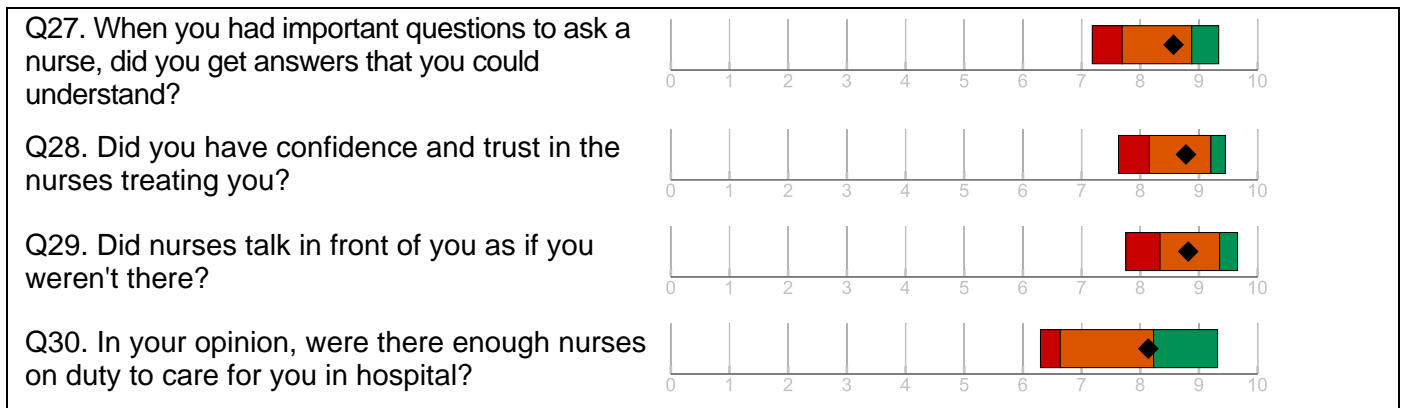 Q27. When you had important questions to ask a
nurse, did you get answers that you could
understand?
0 1 2 3 4 5 6 7 8 9 10
Q28. Did you have confidence and trust in the
nurses treating you?
0 1 2 3 4 5 6 7 8 9 10
Q29. Did nurses talk in front of you as if you
weren't there?
0 1 2 3 4 5 6 7 8 9 10
Q30. In your opinion, were there enough nurses
on duty to care for you in hospital?
0 1 2 3 4 5 6 7 8 9 10